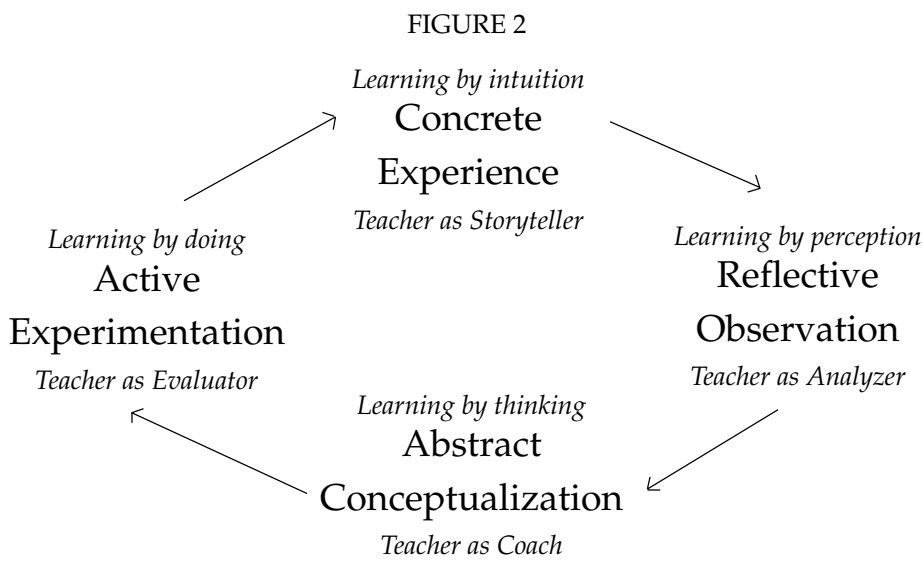 FIGURE 2
Learning by intuition
Concrete
Experience
Teacher as Storyteller
Learning by perception
Reflective
Observation
Teacher as Analyzer
Learning by thinking
Abstract
Conceptualization
Teacher as Coach
Learning by doing
Active
Experimentation
Teacher as Evaluator